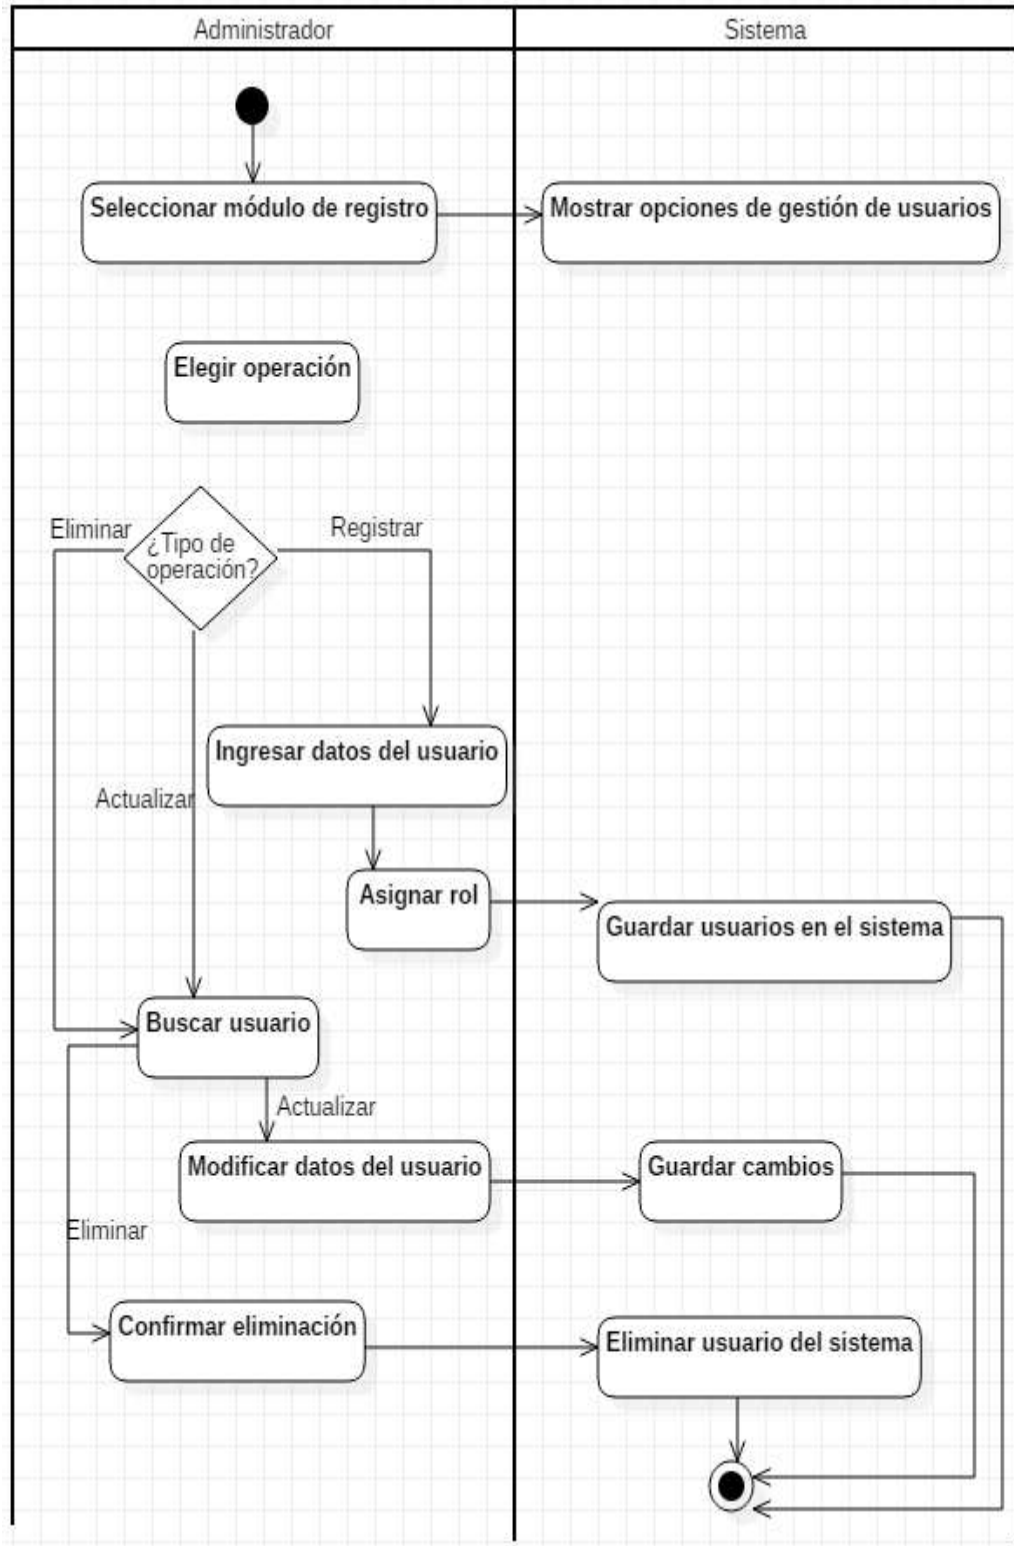 Administrador
Sistema
Seleccionar módulo de registro
Mostrar opciones de gestión de usuarios
Elegir operación
Eliminar
¿Tipo de
operación?
Registrar
Ingresar datos del usuario
Actualizar
Asignar rol
Guardar usuarios en el sistema
Buscar usuario
Actualizar
Modificar datos del usuario
Guardar cambios
Eliminar
Confirmar eliminación
Eliminar usuario del sistema